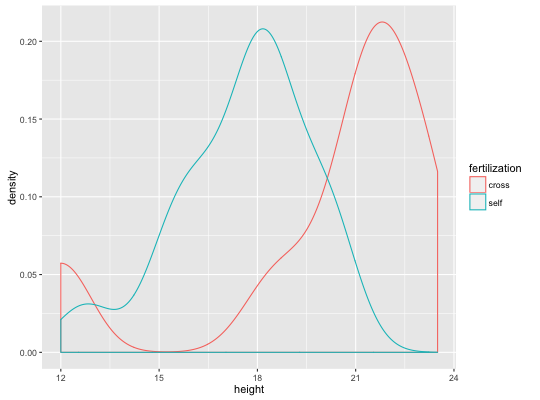 0.20
0.15
0.10
0.05
0.00
density
12 15 18 21 24
height
fertilization
cross
self